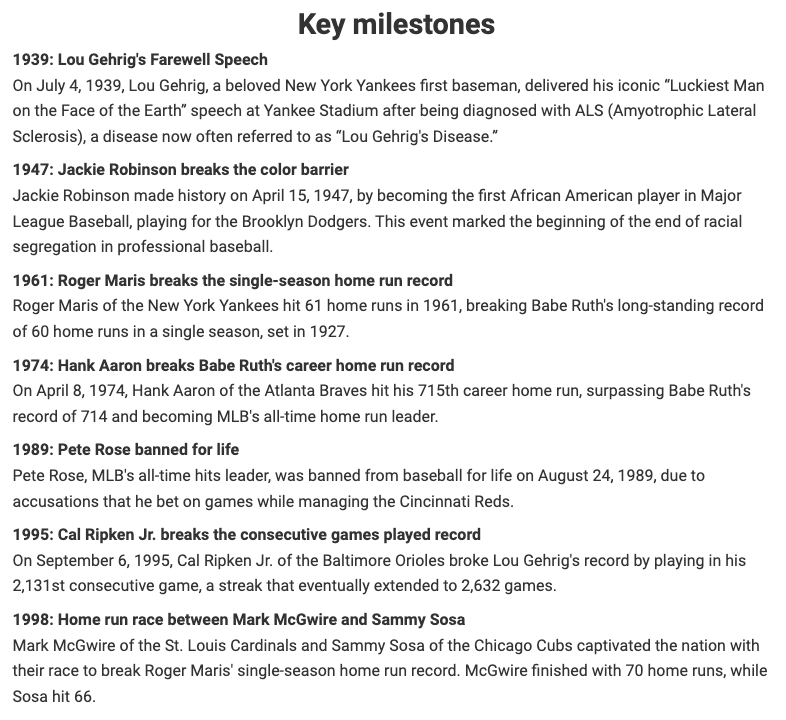 Key milestones
1939: Lou Gehrig's Farewell Speech
On July 4, 1939, Lou Gehrig, a beloved New York Yankees first baseman, delivered his iconic “Luckiest Man
on the Face of the Earth” speech at Yankee Stadium after being diagnosed with ALS (Amyotrophic Lateral
Sclerosis), a disease now often referred to as “Lou Gehrig's Disease.”
1947: Jackie Robinson breaks the color barrier
Jackie Robinson made history on April 15, 1947, by becoming the first African American player in Major
League Baseball, playing for the Brooklyn Dodgers. This event marked the beginning of the end of racial
segregation in professional baseball.
1961: Roger Maris breaks the single-season home run record
Roger Maris of the New York Yankees hit 61 home runs in 1961, breaking Babe Ruth's long-standing record
of 60 home runs in a single season, set in 1927.
1974: Hank Aaron breaks Babe Ruth's career home run record
On April 8, 1974, Hank Aaron of the Atlanta Braves hit his 715th career home run, surpassing Babe Ruth's
record of 714 and becoming MLB's all-time home run leader.
1989: Pete Rose banned for life
Pete Rose, MLB's all-time hits leader, was banned from baseball for life on August 24, 1989, due to
accusations that he bet on games while managing the Cincinnati Reds.
1995: Cal Ripken Jr. breaks the consecutive games played record
On September 6, 1995, Cal Ripken Jr. of the Baltimore Orioles broke Lou Gehrig's record by playing in his
2,131st consecutive game, a streak that eventually extended to 2,632 games.
1998: Home run race between Mark McGwire and Sammy Sosa
Mark McGwire of the St. Louis Cardinals and Sammy Sosa of the Chicago Cubs captivated the nation with
their race to break Roger Maris' single-season home run record. McGwire finished with 70 home runs, while
Sosa hit 66.